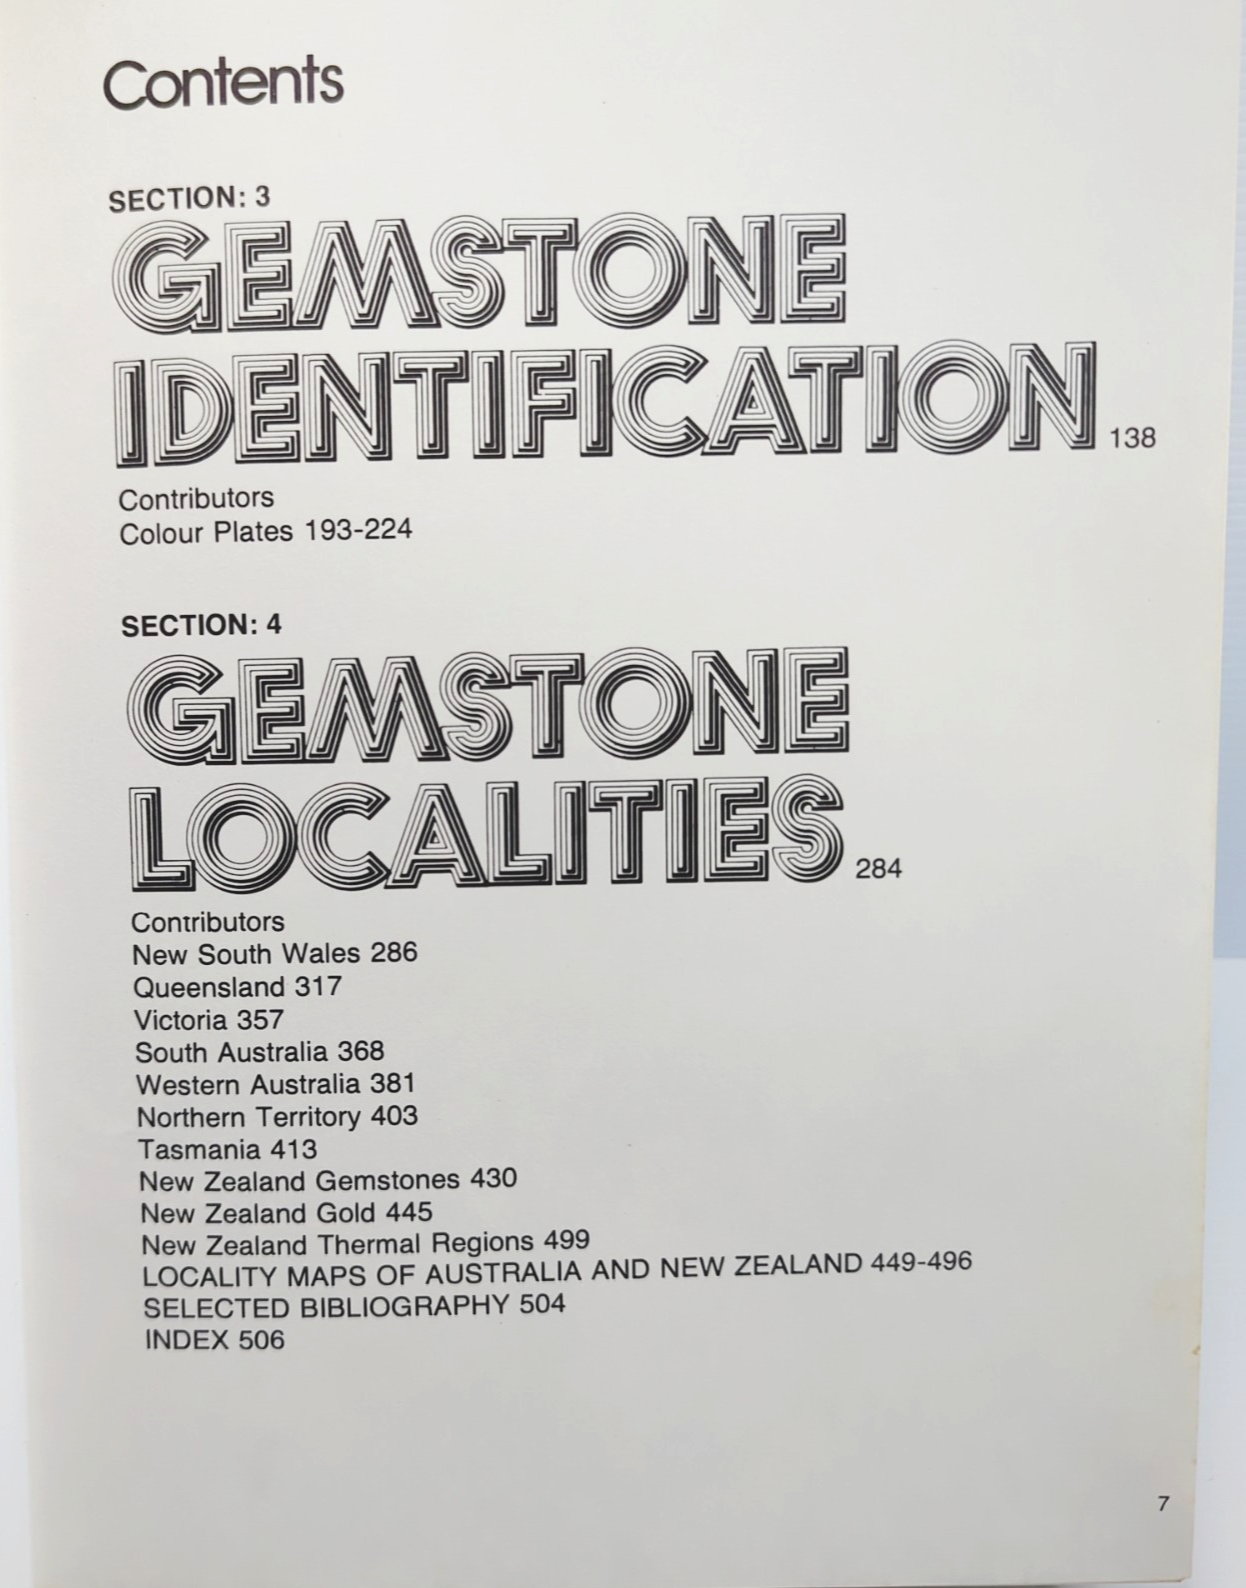 Contents
SECTION: 3
GEMSTONE
IDENTIFICATION 138
Contributors
Colour Plates 193-224
SECTION: 4
GEMSTONE
LOCALITIES 284
Contributors
New South Wales 286
Queensland 317
Victoria 357
South Australia 368
Western Australia 381
Northern Territory 403
Tasmania 413
New Zealand Gemstones 430
New Zealand Gold 445
New Zealand Thermal Regions 499
LOCALITY MAPS OF AUSTRALIA AND NEW ZEALAND 449-496
SELECTED BIBLIOGRAPHY 504
INDEX 506
7